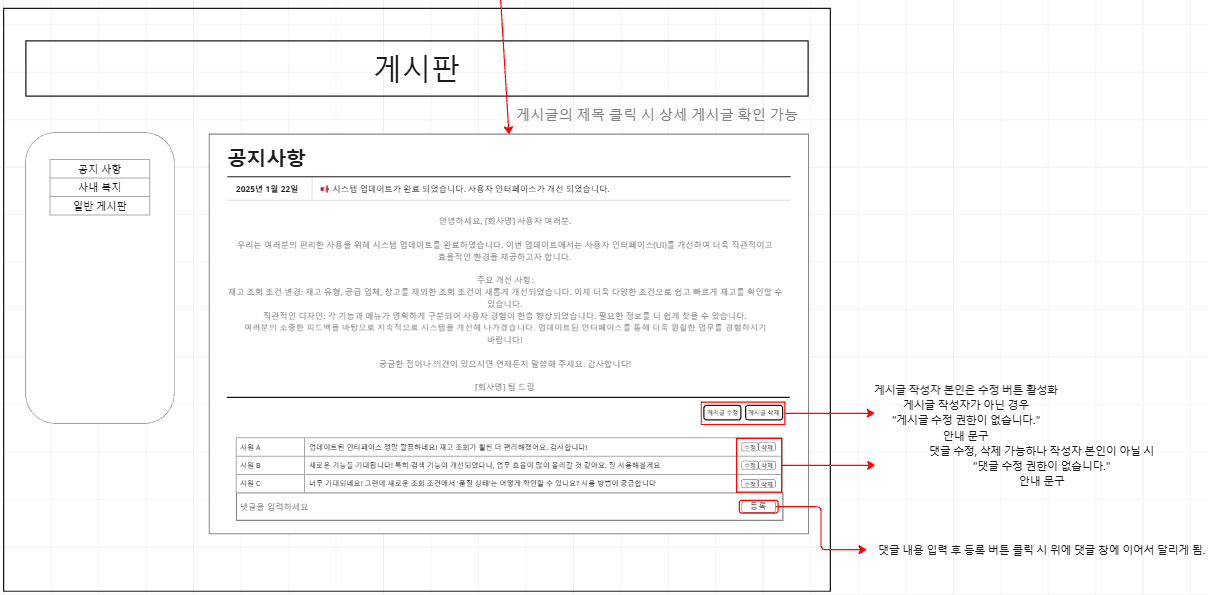 게시판
게시글의 제목 클릭 시 상세 게시글 확인 가능
공지 사항
사내 복지
일반 게시판
공지사항
2025년 1월 22일
시스템 업데이트가 완료 되었습니다. 사용자 인터페이스가 개선 되었습니다.
안녕하세요, [회사명] 사용자 여러분.
우리는 여러분의 편리한 사용을 위해 시스템 업데이트를 완료하였습니다. 이번 업데이트에서는 사용자 인터페이스(UI)를 개선하여 더욱 직관적이고
효율적인 환경을 제공하고자 합니다.
주요 개선 사항:
재고 조회 조건 변경: 재고 유형, 공급 업체, 창고를 제외한 조회 조건이 새롭게 개선되었습니다. 이제 더욱 다양한 조건으로 쉽고 빠르게 재고를 확인할 수
있습니다.
직관적인 디자인: 각 기능과 메뉴가 명확하게 구분되어 사용자 경험이 한층 향상되었습니다. 필요한 정보를 더 쉽게 찾을 수 있습니다.
여러분의 소중한 피드백을 바탕으로 지속적으로 시스템을 개선해 나가겠습니다. 업데이트된 인터페이스를 통해 더욱 원활한 업무를 경험하시기
바랍니다!
궁금한 점이나 의견이 있으시면 언제든지 말씀해 주세요. 감사합니다!
[회사명] 팀 드림
게시글 수정
게시글 삭제
게시글 작성자 본인은 수정 버튼 활성화
게시글 작성자가 아닌 경우
"게시글 수정 권한이 없습니다."
안내 문구
댓글 수정, 삭제 가능하나 작성자 본인이 아닐 시
"댓글 수정 권한이 없습니다."
안내 문구
사원 A
업데이트된 인터페이스 정말 깔끔하네요! 재고 조회가 훨씬 더 편리해졌어요. 감사합니다!
수정 삭제
사원 B
새로운 기능들 기대됩니다! 특히 검색 기능이 개선되었다니, 업무 효율이 많이 올라갈 것 같아요. 잘 사용해볼게요
수정 삭제
사원 C
너무 기대되네요! 그런데 새로운 조회 조건에서 '품질 상태'는 어떻게 확인할 수 있나요? 사용 방법이 궁금합니다
수정 삭제
댓글을 입력하세요
등록
댓글 내용 입력 후 등록 버튼 클릭 시 위에 댓글 창에 이어서 달리게 됨.